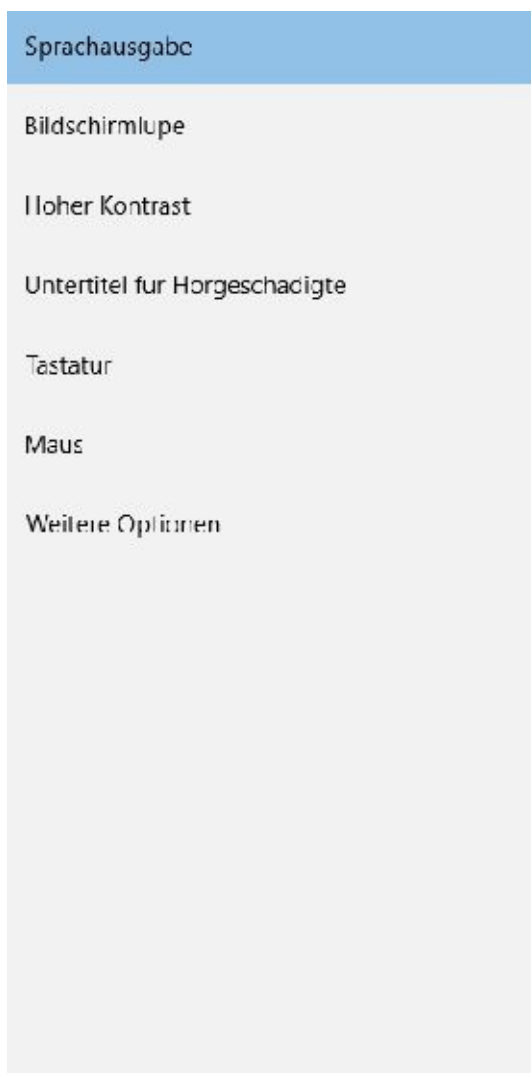 Sprachausgabe
Bildschirmlupe
Hoher Kontrast
Untertitel fur Horgeschadigte
Tastatur
Maus
Weitere Optionen